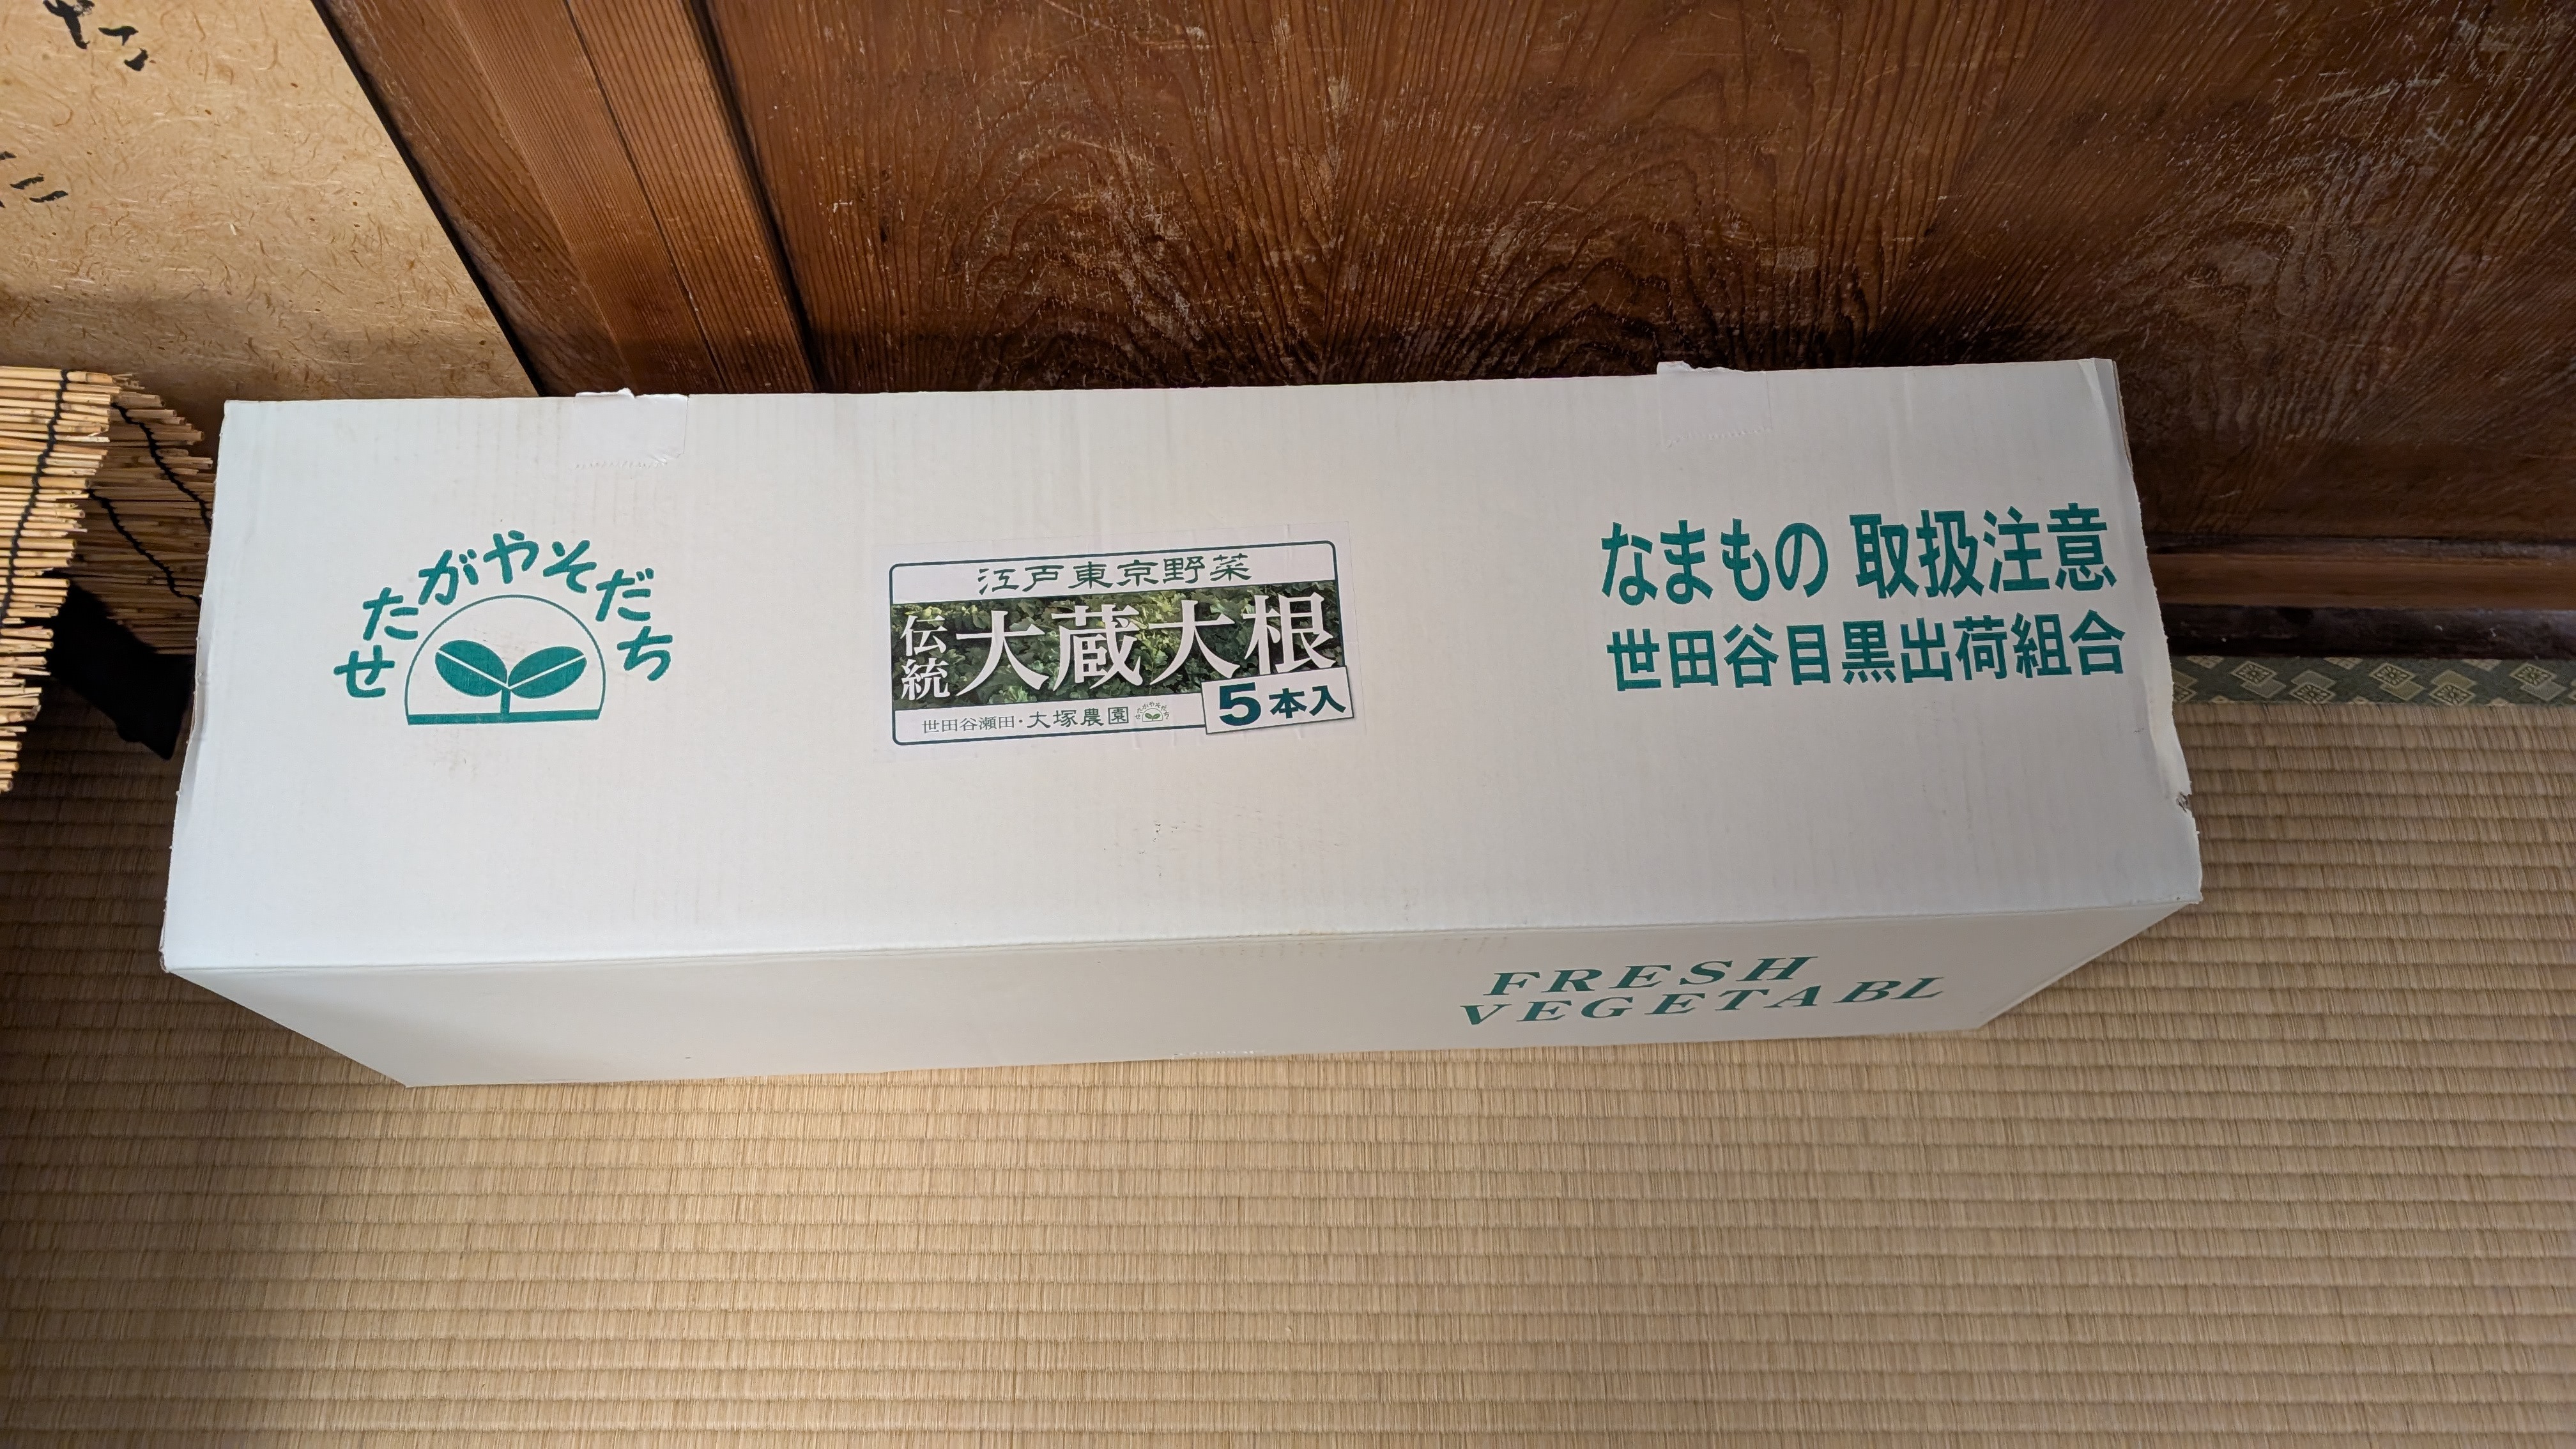 せたがやそだち
江戸東京野菜
伝統 大蔵大根
5本入
世田谷瀬田・大塚農園
なまもの 取扱注意
世田谷目黒出荷組合
FRESH
VEGETABL